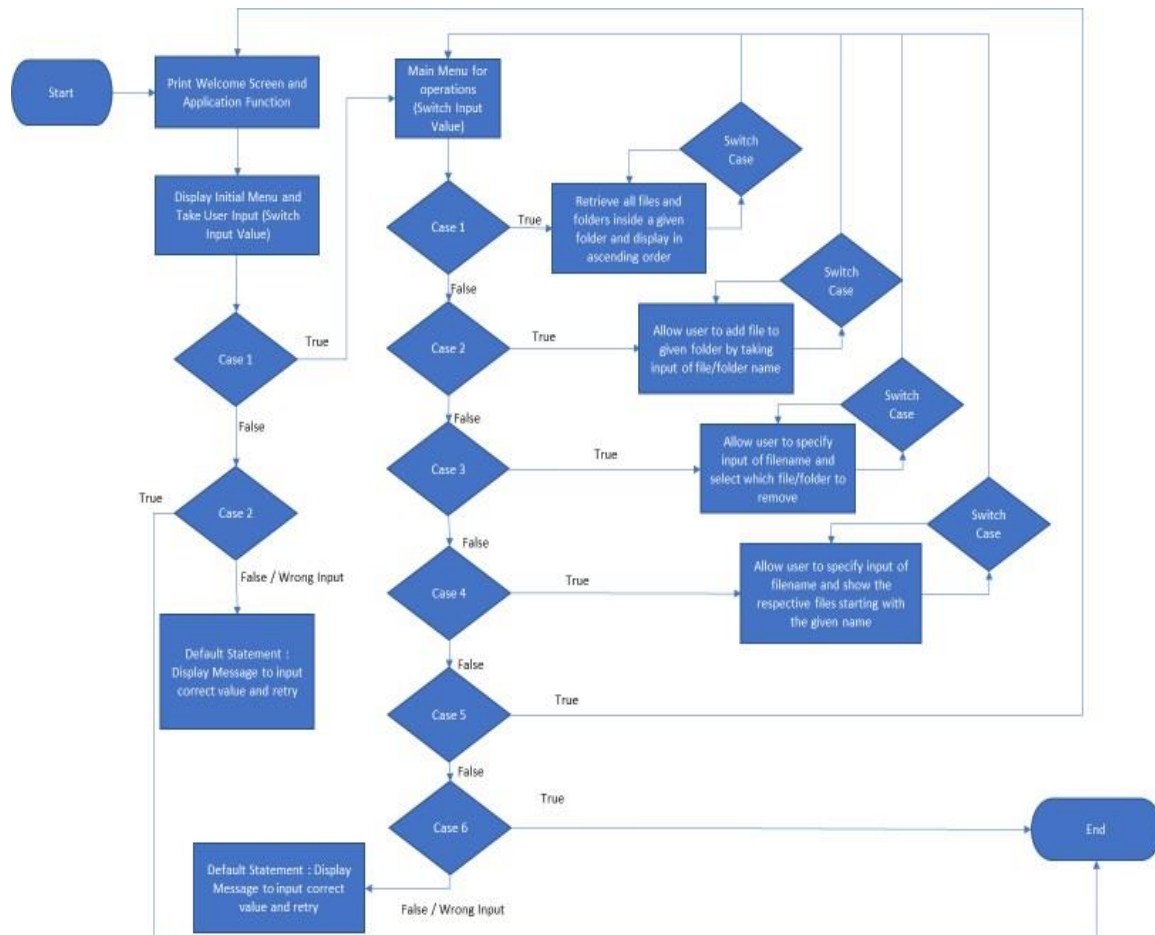 Start
Print Welcome Screen and
Application Function
Display Initial Menu and
Take User Input (Switch
Input Value)
Case 1
True
False
Case 2
True
False / Wrong Input
Default Statement :
Display Message to input
correct value and retry
Main Menu for
operations
(Switch Input
Value)
Case 1
True
Retrieve all files and
folders inside a given
folder and display in
ascending order
Switch
Case
False
Case 2
True
Allow user to add file to
given folder by taking
input of file/folder name
Switch
Case
False
Case 3
True
Allow user to specify
input of filename and
select which file/folder to
remove
Switch
Case
False
Case 4
True
Allow user to specify input of
filename and show the
respective files starting with
the given name
Switch
Case
False
Case 5
True
False
Case 6
True
End
False / Wrong Input
Default Statement : Display
Message to input correct
value and retry